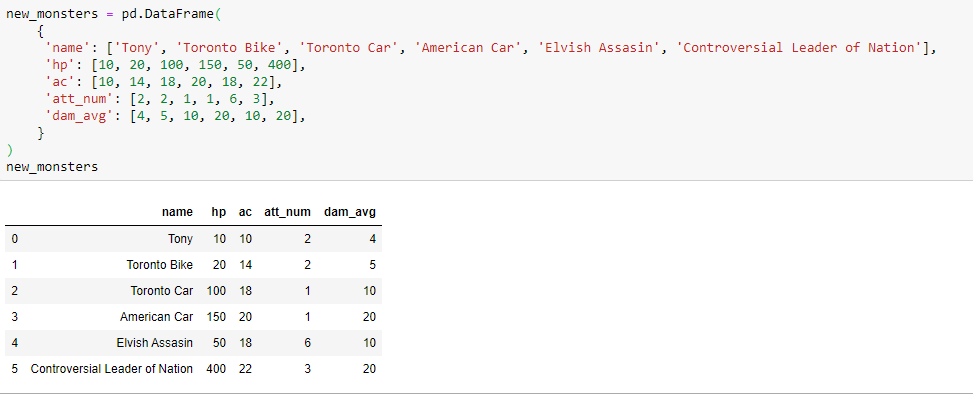 new_monsters = pd.DataFrame(
{
'name': ['Tony', 'Toronto Bike', 'Toronto Car', 'American Car', 'Elvish Assasin', 'Controversial Leader of Nation'],
'hp': [10, 20, 100, 150, 50, 400],
'ac': [10, 14, 18, 20, 18, 22],
'att_num': [2, 2, 1, 1, 6, 3],
'dam_avg': [4, 5, 10, 20, 10, 20],
}
)
new_monsters
name hp ac att_num dam_avg
0 Tony 10 10 2 4
1 Toronto Bike 20 14 2 5
2 Toronto Car 100 18 1 10
3 American Car 150 20 1 20
4 Elvish Assasin 50 18 6 10
5 Controversial Leader of Nation 400 22 3 20